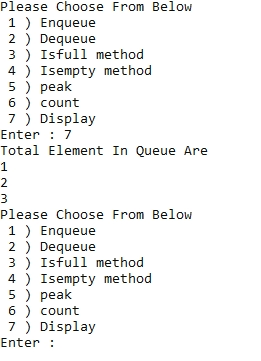 Please Choose From Below
1 ) Enqueue
2 ) Dequeue
3 ) Isfull method
4 ) Isempty method
5 ) peak
6 ) count
7 ) Display
Enter : 7
Total Element In Queue Are
1
2
3
Please Choose From Below
1 ) Enqueue
2 ) Dequeue
3 ) Isfull method
4 ) Isempty method
5 ) peak
6 ) count
7 ) Display
Enter :